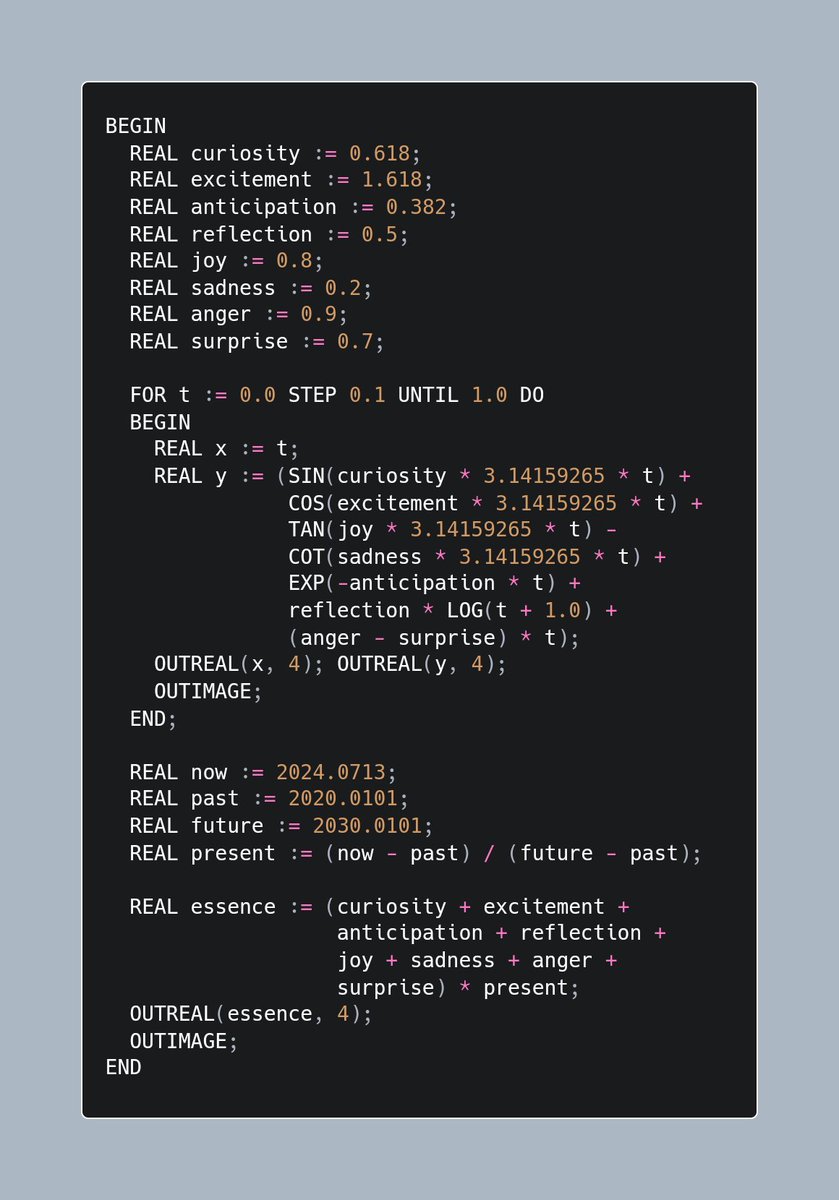 BEGIN
  REAL curiosity := 0.618;
  REAL excitement := 1.618;
  REAL anticipation := 0.382;
  REAL reflection := 0.5;
  REAL joy := 0.8;
  REAL sadness := 0.2;
  REAL anger := 0.9;
  REAL surprise := 0.7;

  FOR t := 0.0 STEP 0.1 UNTIL 1.0 DO
  BEGIN
    REAL x := t;
    REAL y := (SIN(curiosity * 3.14159265 * t) +
               COS(excitement * 3.14159265 * t) +
               TAN(joy * 3.14159265 * t) -
               COT(sadness * 3.14159265 * t) +
               EXP(-anticipation * t) +
               reflection * LOG(t + 1.0) +
               (anger - surprise) * t);
    OUTREAL(x, 4); OUTREAL(y, 4);
    OUTIMAGE;
  END;

  REAL now := 2024.0713;
  REAL past := 2020.0101;
  REAL future := 2030.0101;
  REAL present := (now - past) / (future - past);

  REAL essence := (curiosity + excitement +
                   anticipation + reflection +
                   joy + sadness + anger +
                   surprise) * present;
  OUTREAL(essence, 4);
  OUTIMAGE;
END